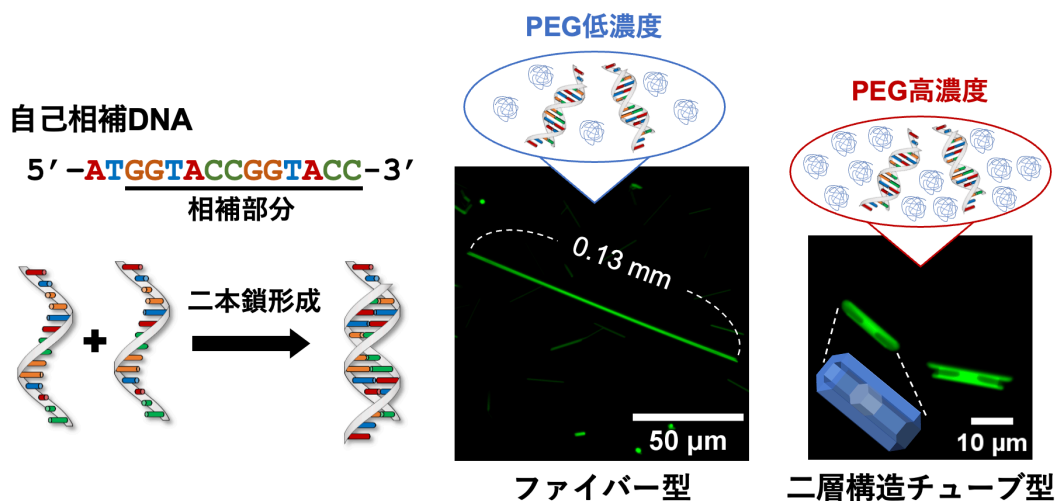 自己相補DNA
5′-ATGGTACCGGTACC-3′
相補部分
+
二本鎖形成
PEG低濃度
0.13 mm
50 μm
ファイバー型
PEG高濃度
10 μm
二層構造チューブ型